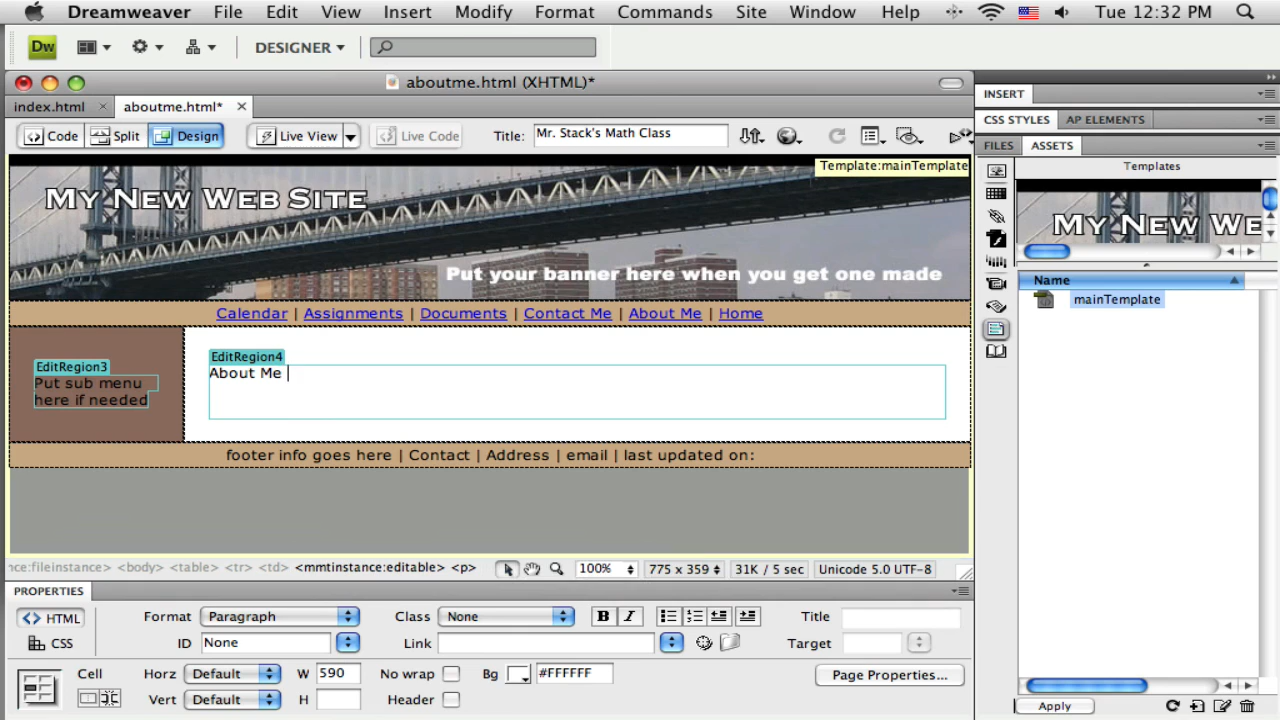 Dreamweaver File Edit View Insert Modify Format Commands Site Window Help Tue 12:32 PM
Dw DESIGNER
aboutme.html (XHTML)*
INSERT
index.html aboutme.html*
CSS STYLES AP ELEMENTS
Code Split Design Live View Live Code Title: Mr. Stack's Math Class
FILES ASSETS
Template:mainTemplate
Templates
My New Web Site
My New We
Put your banner here when you get one made
Name
mainTemplate
Calendar | Assignments | Documents | Contact Me | About Me | Home
EditRegion3
Put sub menu
here if needed
EditRegion4
About Me
footer info goes here | Contact | Address | email | last updated on:
nce:fileinstance> <body> <table> <tr> <td> <mmtinstance:editable> <p> 100% 775 x 359 31K / 5 sec Unicode 5.0 UTF-8
PROPERTIES
<> HTML Format Paragraph Class None B I Title
CSS ID None Link Target
Cell Horz Default W 590 No wrap Bg #FFFFFF Page Properties...
Vert Default H Header
Apply